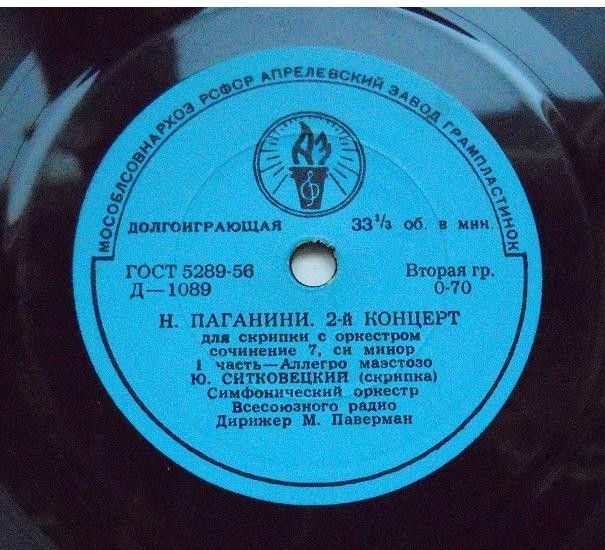 МОСОБЛСОВНАРХОЗ РСФСР АПРЕЛЕВСКИЙ ЗАВОД ГРАМПЛАСТИНОК
АЗ
ДОЛГОИГРАЮЩАЯ 33⅓ об. в мин.
ГОСТ 5289-56 Вторая гр.
Д—1089 0-70
Н. ПАГАНИНИ. 2-й КОНЦЕРТ
для скрипки с оркестром
сочинение 7, си минор
1 часть—Аллегро маэстозо
Ю. СИТКОВЕЦКИЙ (скрипка)
Симфонический оркестр
Всесоюзного радио
Дирижер М. Паверман